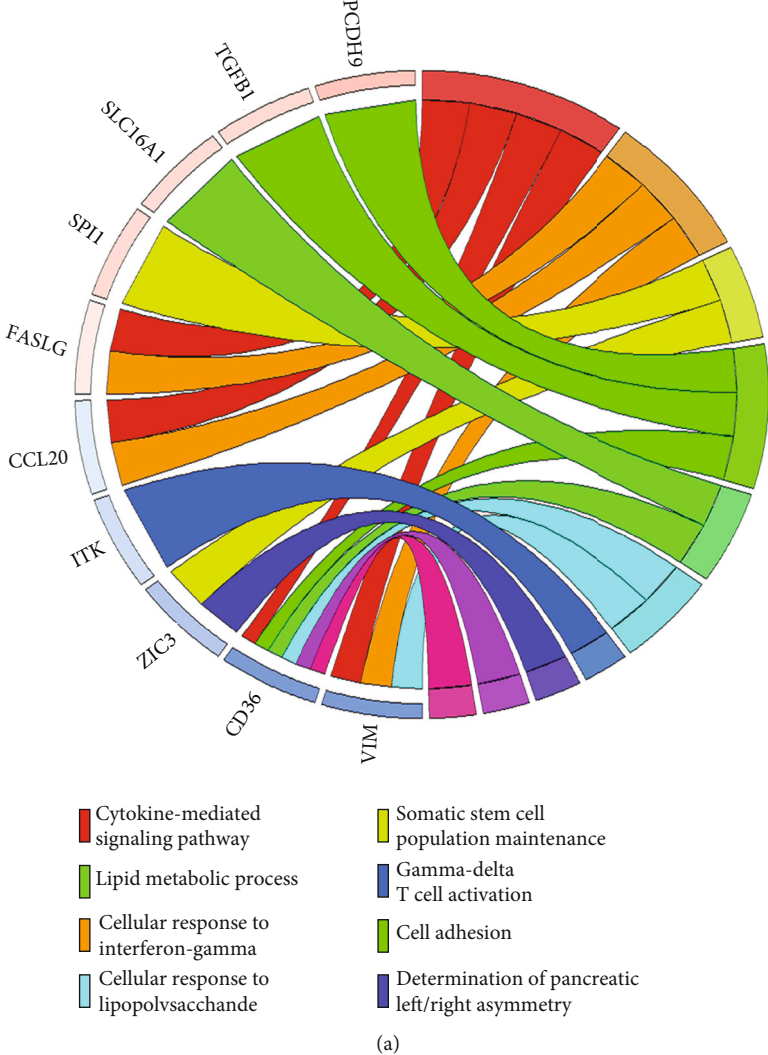 PCDH9
TGFB1
SLC16A1
SPI1
FASLG
CCL20
ITK
ZIC3
CD36
VIM
Cytokine-mediated
signaling pathway
Lipid metabolic process
Cellular response to
interferon-gamma
Cellular response to
lipopolvsacchande
Somatic stem cell
population maintenance
Gamma-delta
T cell activation
Cell adhesion
Determination of pancreatic
left/right asymmetry
(a)